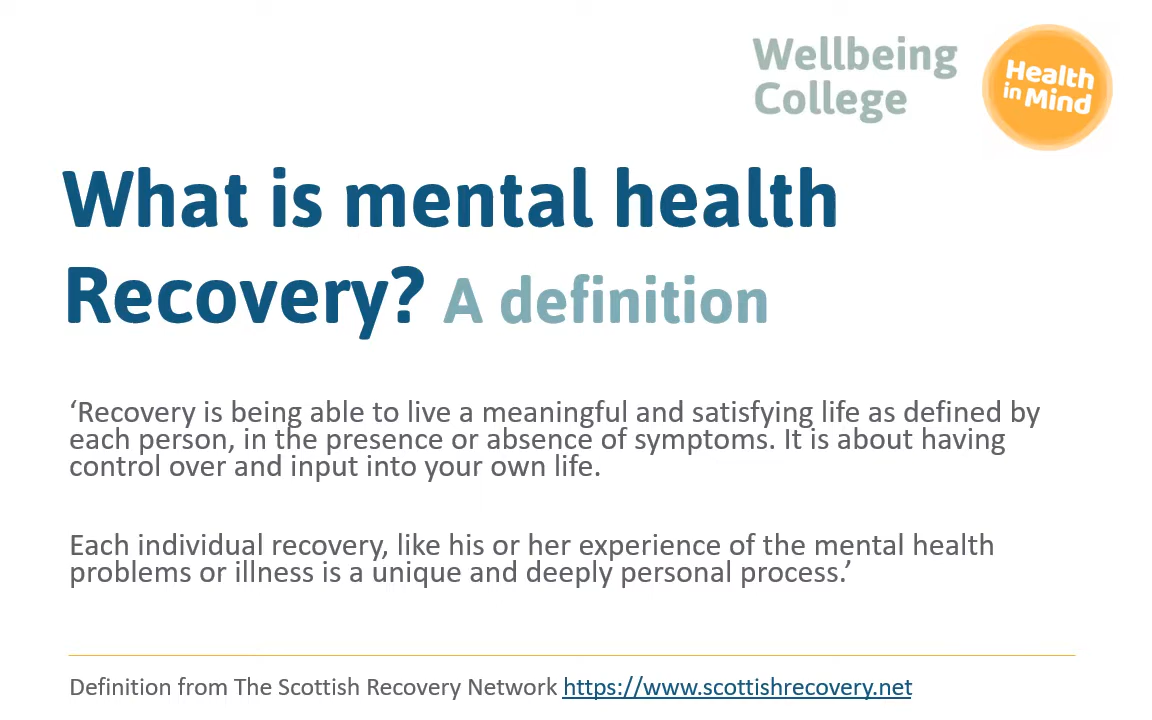 Wellbeing
College
Health
in Mind
What is mental health
Recovery? A definition
‘Recovery is being able to live a meaningful and satisfying life as defined by
each person, in the presence or absence of symptoms. It is about having
control over and input into your own life.
Each individual recovery, like his or her experience of the mental health
problems or illness is a unique and deeply personal process.’
Definition from The Scottish Recovery Network https://www.scottishrecovery.net